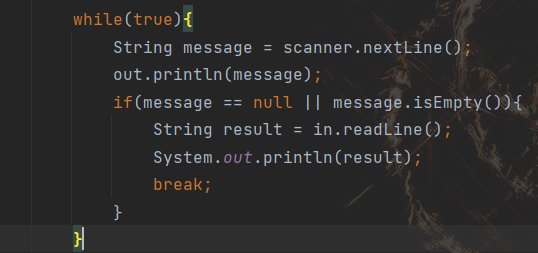 while(true){
String message = scanner.nextLine();
out.println(message);
if(message == null || message.isEmpty()){
String result = in.readLine();
System.out.println(result);
break;
}
}